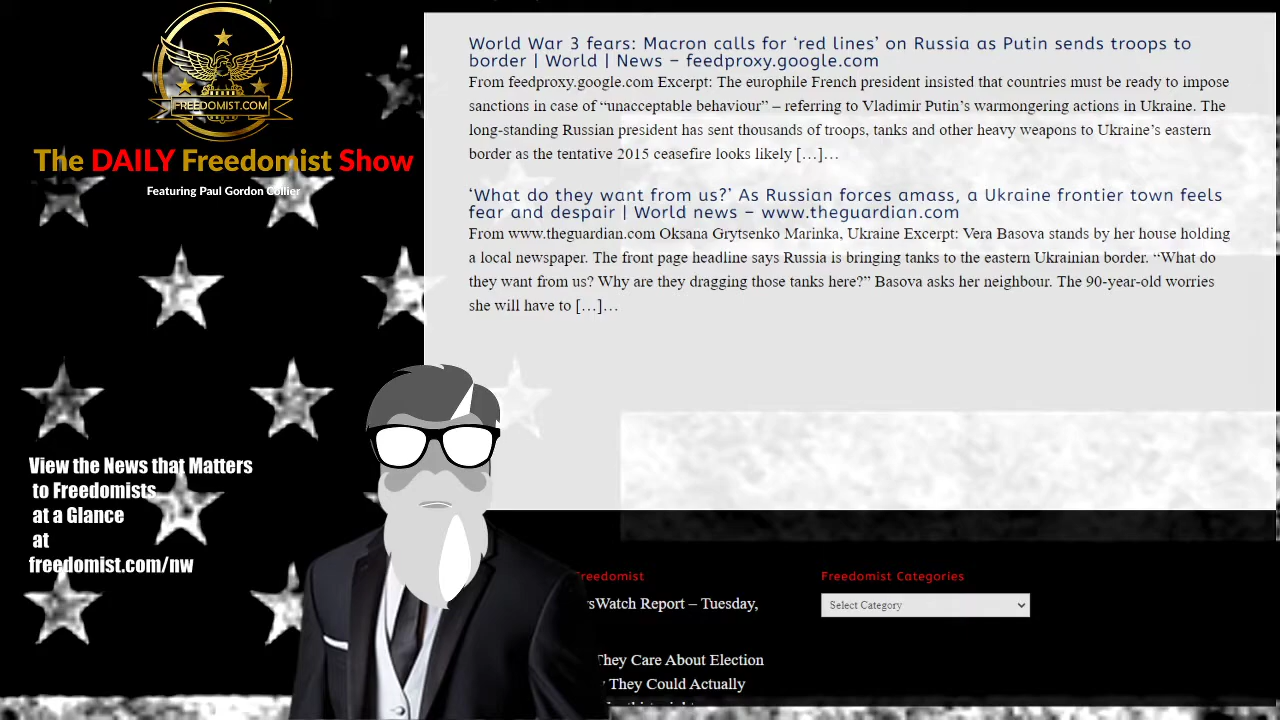 FREEDOMIST.COM
The DAILY Freedomist Show
Featuring Paul Gordon Collier
View the News that Matters
to Freedomists
at a Glance
at
freedomist.com/nw
World War 3 fears: Macron calls for ‘red lines’ on Russia as Putin sends troops to
border | World | News – feedproxy.google.com
From feedproxy.google.com Excerpt: The europhile French president insisted that countries must be ready to impose
sanctions in case of “unacceptable behaviour” – referring to Vladimir Putin’s warmongering actions in Ukraine. The
long-standing Russian president has sent thousands of troops, tanks and other heavy weapons to Ukraine’s eastern
border as the tentative 2015 ceasefire looks likely […]…
‘What do they want from us?’ As Russian forces amass, a Ukraine frontier town feels
fear and despair | World news – www.theguardian.com
From www.theguardian.com Oksana Grytsenko Marinka, Ukraine Excerpt: Vera Basova stands by her house holding
a local newspaper. The front page headline says Russia is bringing tanks to the eastern Ukrainian border. “What do
they want from us? Why are they dragging those tanks here?” Basova asks her neighbour. The 90-year-old worries
she will have to […]…
Freedomist
sWatch Report – Tuesday,
They Care About Election
They Could Actually
Freedomist Categories
Select Category